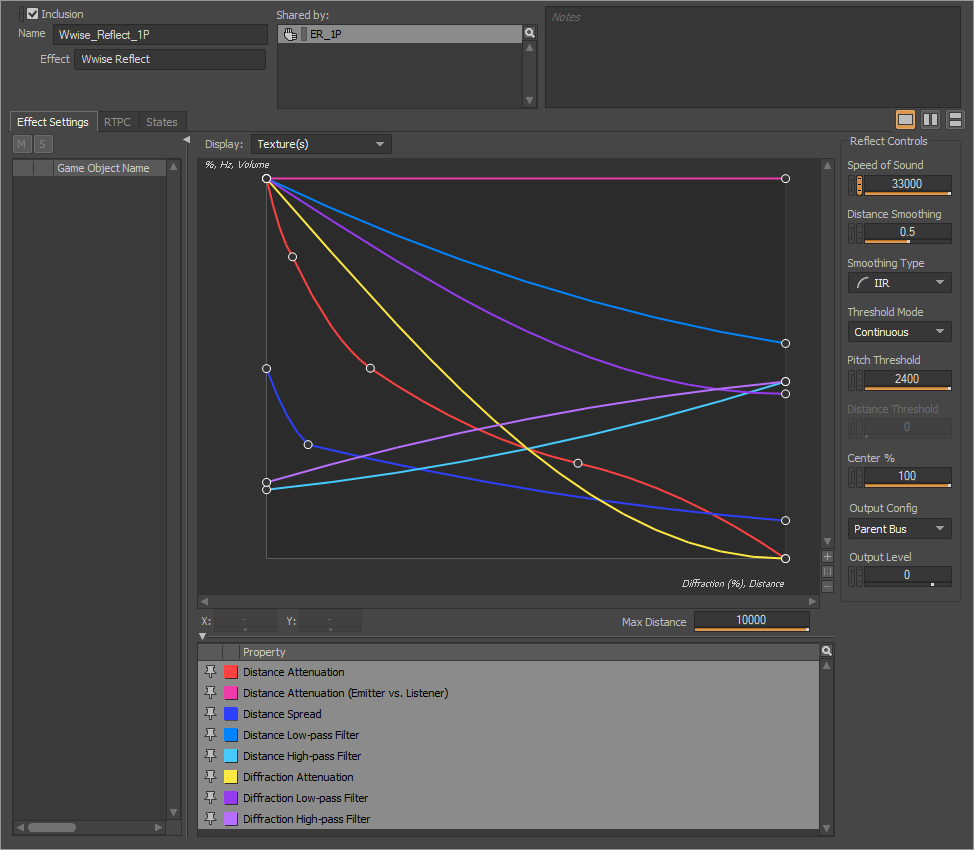 Inclusion
Shared by:
Notes
Name Wwise_Reflect_1P
ER_1P
Effect Wwise Reflect
Effect Settings RTPC States
M S
Display: Texture(s)
Reflect Controls
Game Object Name
%, Hz, Volume
Speed of Sound
33000
Distance Smoothing
0.5
Smoothing Type
IIR
Threshold Mode
Continuous
Pitch Threshold
2400
Distance Threshold
0
Center %
100
Output Config
Parent Bus
Output Level
0
Diffraction (%), Distance
X: - Y: - Max Distance 10000
Property
Distance Attenuation
Distance Attenuation (Emitter vs. Listener)
Distance Spread
Distance Low-pass Filter
Distance High-pass Filter
Diffraction Attenuation
Diffraction Low-pass Filter
Diffraction High-pass Filter